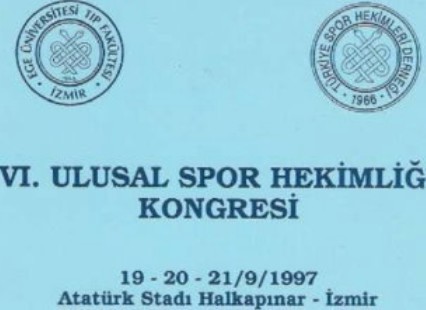 EGE ÜNİVERSİTESİ TIP FAKÜLTESİ
İZMİR
TÜRKİYE SPOR HEKİMLERİ DERNEĞİ
1966
VI. ULUSAL SPOR HEKİMLİĞ
KONGRESİ
19 - 20 - 21/9/1997
Atatürk Stadı Halkapınar - İzmir